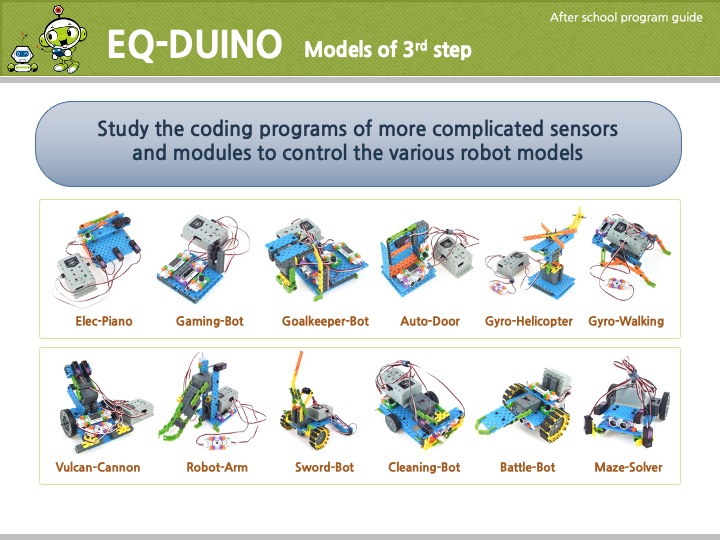 After school program guide
EQ-DUINO Models of 3rd step
Study the coding programs of more complicated sensors
and modules to control the various robot models
Elec-Piano Gaming-Bot Goalkeeper-Bot Auto-Door Gyro-Helicopter Gyro-Walking
Vulcan-Cannon Robot-Arm Sword-Bot Cleaning-Bot Battle-Bot Maze-Solver